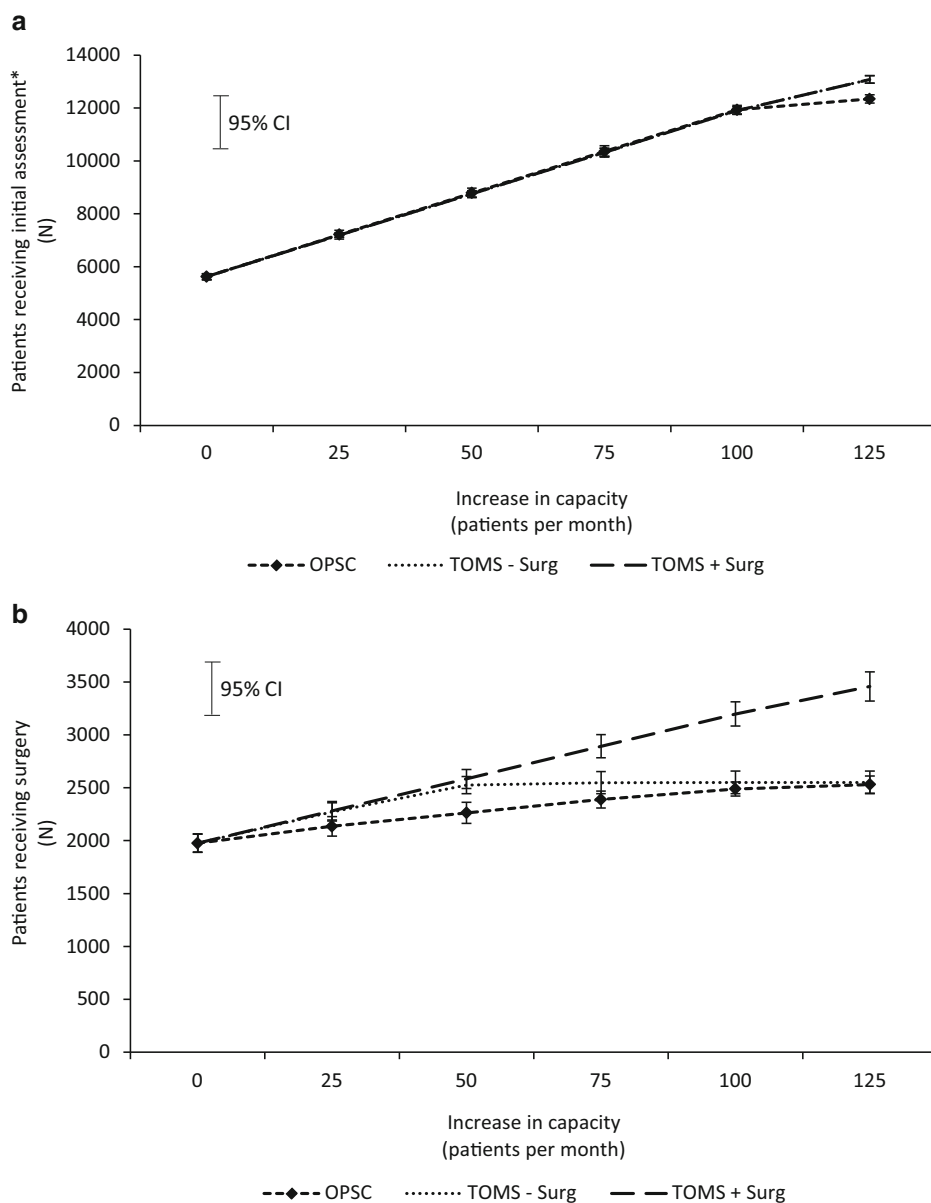 a
14000
12000
10000
8000
6000
4000
2000
0
95% CI
Patients receiving initial assessment*
(N)
0 25 50 75 100 125
Increase in capacity
(patients per month)
OPSC TOMS - Surg TOMS + Surg
b
4000
3500
3000
2500
2000
1500
1000
500
0
95% CI
Patients receiving surgery
(N)
0 25 50 75 100 125
Increase in capacity
(patients per month)
OPSC TOMS - Surg TOMS + Surg